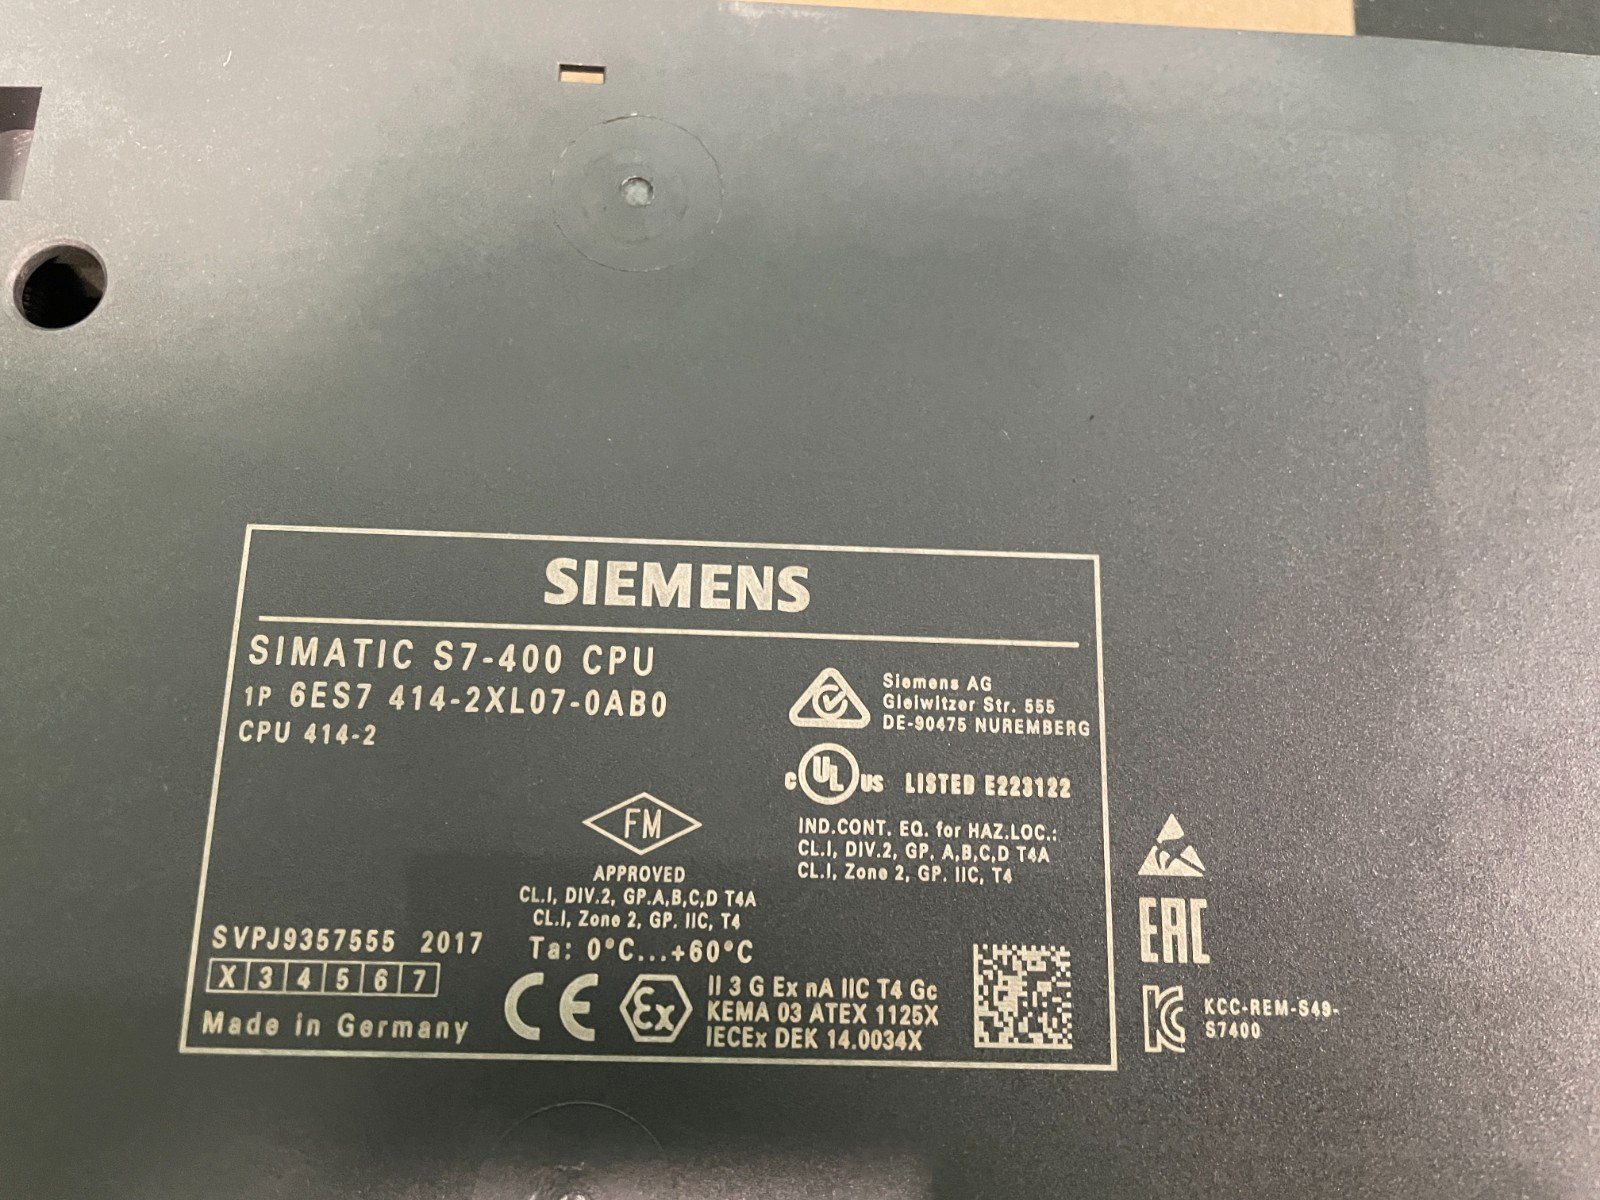 SIEMENS
SIMATIC S7-400 CPU
1P 6ES7 414-2XL07-0AB0
CPU 414-2
Siemens AG
Gleiwitzer Str. 555
DE-90475 NUREMBERG
c UL us LISTED E223122
IND.CONT. EQ. for HAZ.LOC.:
CL.I, DIV.2, GP. A,B,C,D T4A
CL.I, Zone 2, GP. IIC, T4
FM
APPROVED
CL.I, DIV.2, GP.A,B,C,D T4A
CL.I, Zone 2, GP. IIC, T4
Ta: 0°C...+60°C
SVPJ9357555 2017
X 3 4 5 6 7
Made in Germany
CE Ex
II 3 G Ex nA IIC T4 Gc
KEMA 03 ATEX 1125X
IECEx DEK 14.0034X
EAC
KC
KCC-REM-S49-
S7400